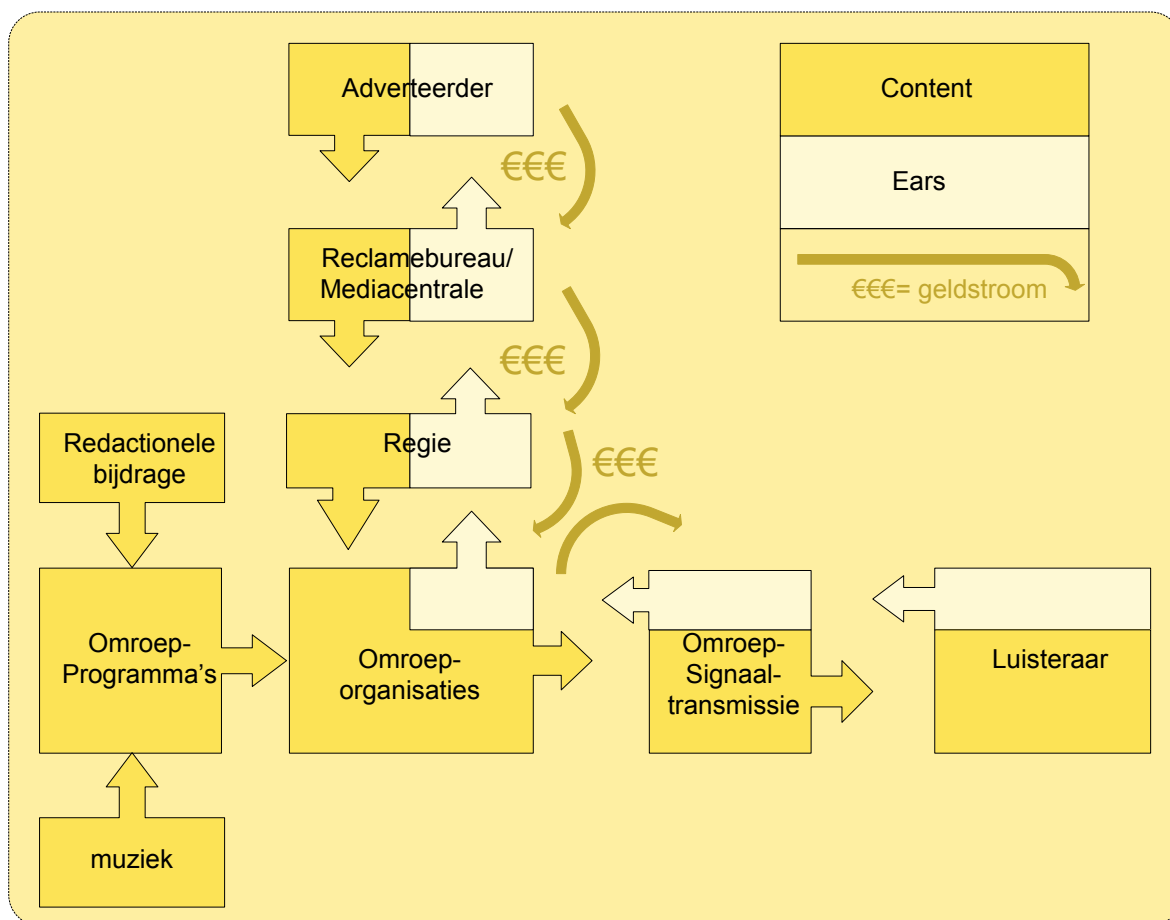 Adverteerder
Content
€€€
Ears
Reclamebureau/
Mediacentrale
€€€= geldstroom
€€€
Redactionele
bijdrage
Regie
€€€
Omroep-
Programma's
Omroep-
organisaties
Omroep-
Signaal-
transmissie
Luisteraar
muziek